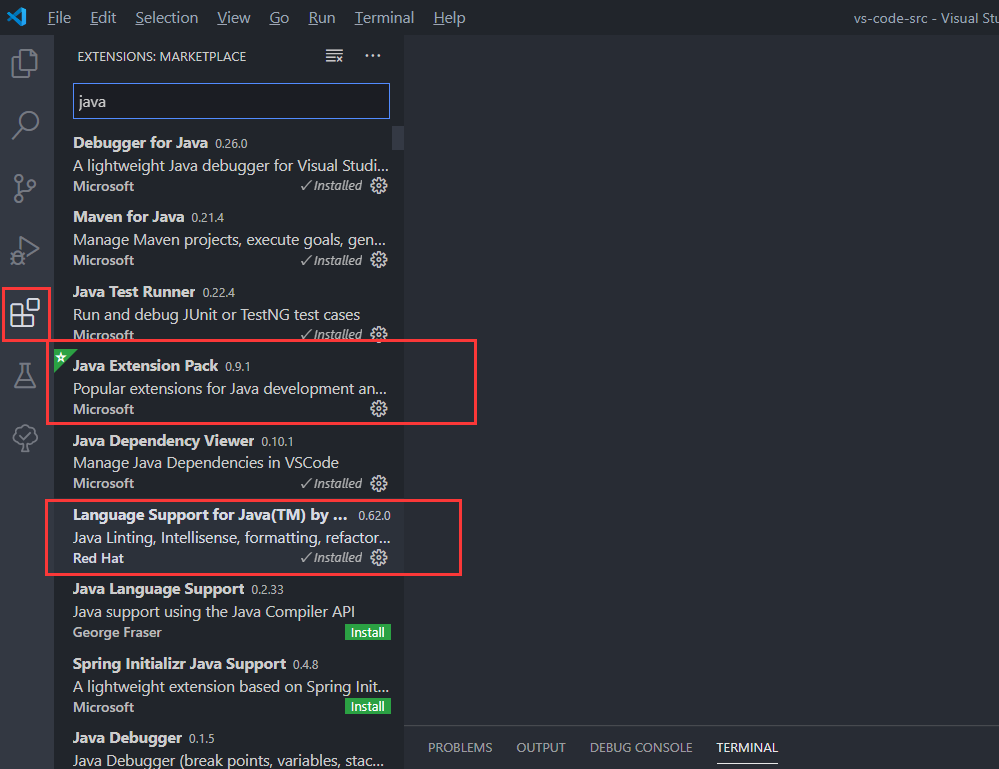 File Edit Selection View Go Run Terminal Help
vs-code-src - Visual Stu
EXTENSIONS: MARKETPLACE
java
Debugger for Java 0.26.0
A lightweight Java debugger for Visual Studi...
Microsoft ✓Installed
Maven for Java 0.21.4
Manage Maven projects, execute goals, gen...
Microsoft ✓Installed
Java Test Runner 0.22.4
Run and debug JUnit or TestNG test cases
Microsoft ✓Installed
Java Extension Pack 0.9.1
Popular extensions for Java development an...
Microsoft
Java Dependency Viewer 0.10.1
Manage Java Dependencies in VSCode
Microsoft ✓Installed
Language Support for Java(TM) by ... 0.62.0
Java Linting, Intellisense, formatting, refactor...
Red Hat ✓Installed
Java Language Support 0.2.33
Java support using the Java Compiler API
George Fraser Install
Spring Initializr Java Support 0.4.8
A lightweight extension based on Spring Init...
Microsoft Install
Java Debugger 0.1.5
Java Debugger (break points, variables, stac...
PROBLEMS OUTPUT DEBUG CONSOLE TERMINAL